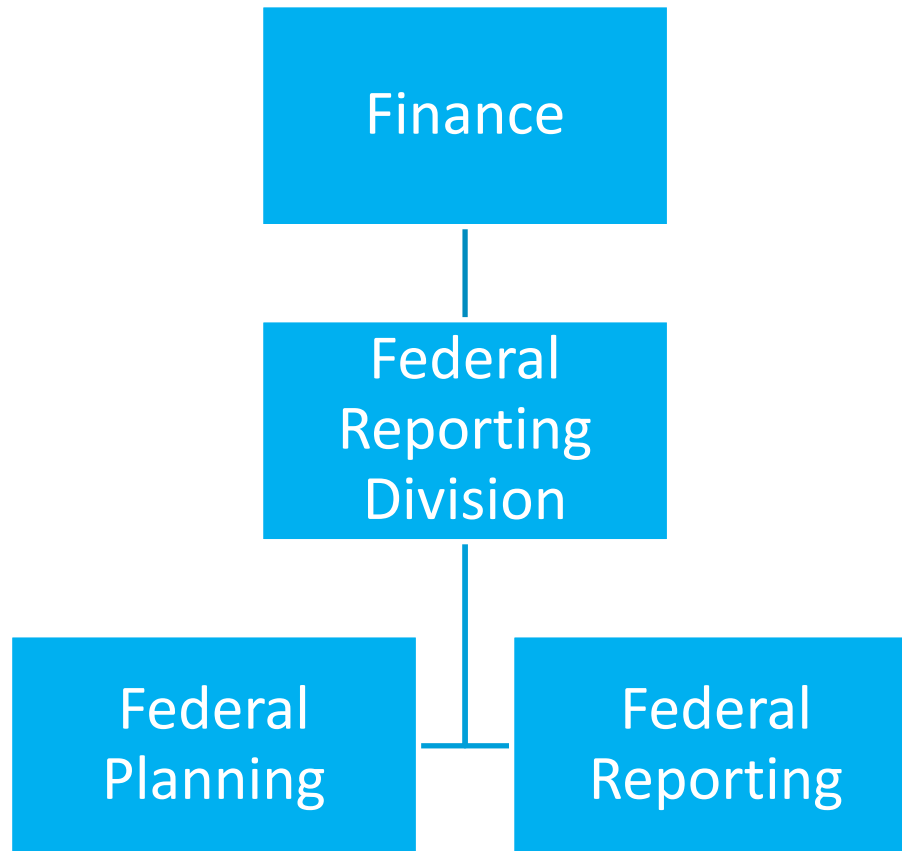 Finance
Federal
Reporting
Division
Federal
Planning
Federal
Reporting